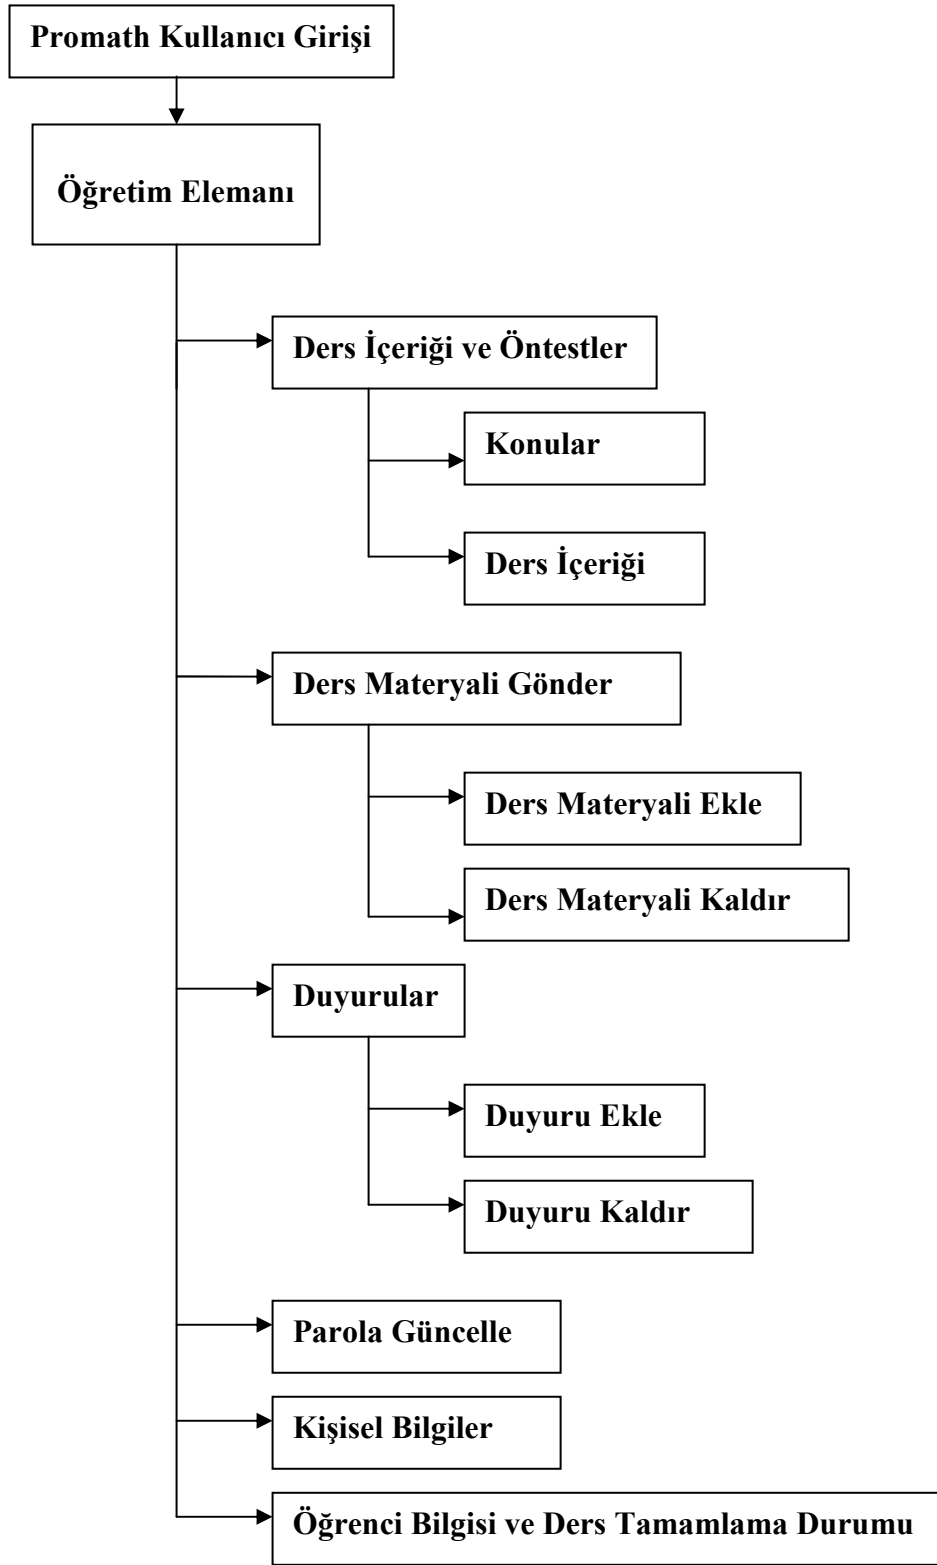 Promath Kullanıcı Girişi
Öğretim Elemanı
Ders İçeriği ve Öntestler
Konular
Ders İçeriği
Ders Materyali Gönder
Ders Materyali Ekle
Ders Materyali Kaldır
Duyurular
Duyuru Ekle
Duyuru Kaldır
Parola Güncelle
Kişisel Bilgiler
Öğrenci Bilgisi ve Ders Tamamlama Durumu